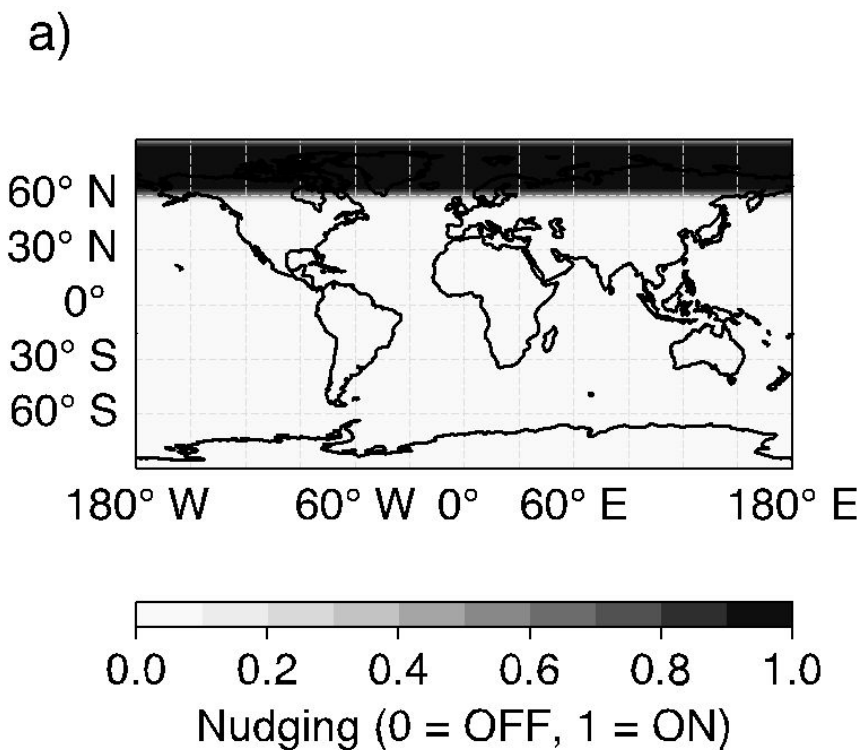 a)
60° N
30° N
0°
30° S
60° S
180° W 60° W 0° 60° E 180° E
0.0 0.2 0.4 0.6 0.8 1.0
Nudging (0 = OFF, 1 = ON)